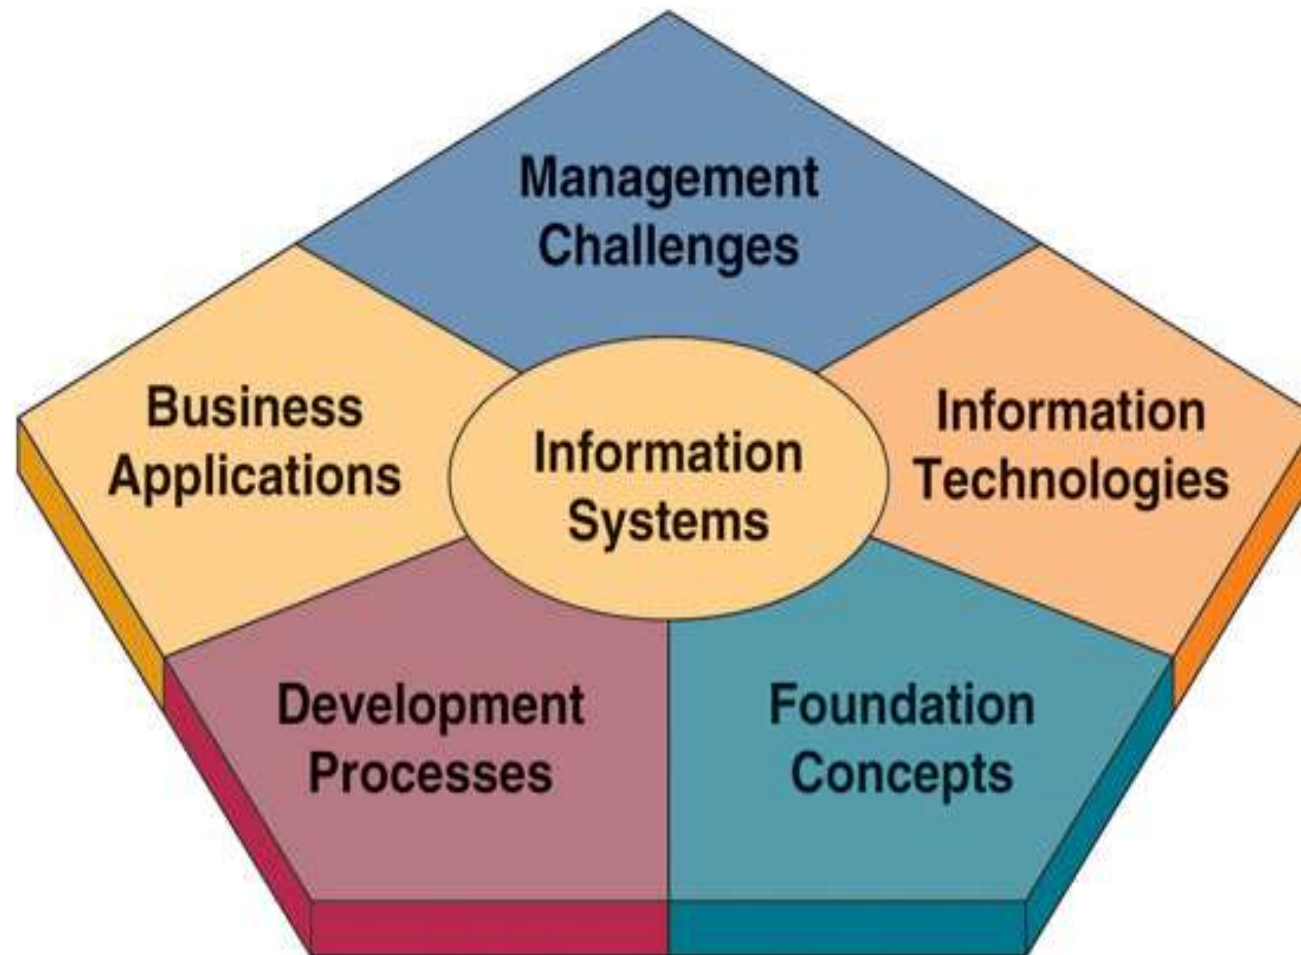 Management
Challenges
Business
Applications
Information
Systems
Information
Technologies
Development
Processes
Foundation
Concepts